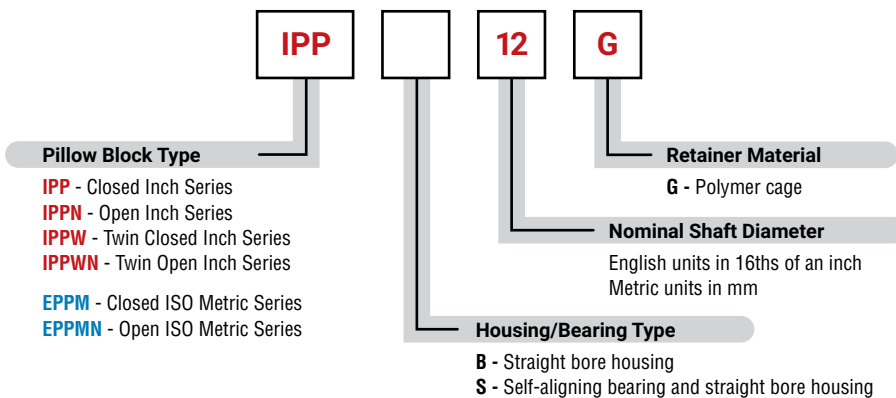 IPP 12 G
Pillow Block Type
IPP - Closed Inch Series
IPPN - Open Inch Series
IPPW - Twin Closed Inch Series
IPPWN - Twin Open Inch Series
EPPM - Closed ISO Metric Series
EPPMN - Open ISO Metric Series
Retainer Material
G - Polymer cage
Nominal Shaft Diameter
English units in 16ths of an inch
Metric units in mm
Housing/Bearing Type
B - Straight bore housing
S - Self-aligning bearing and straight bore housing